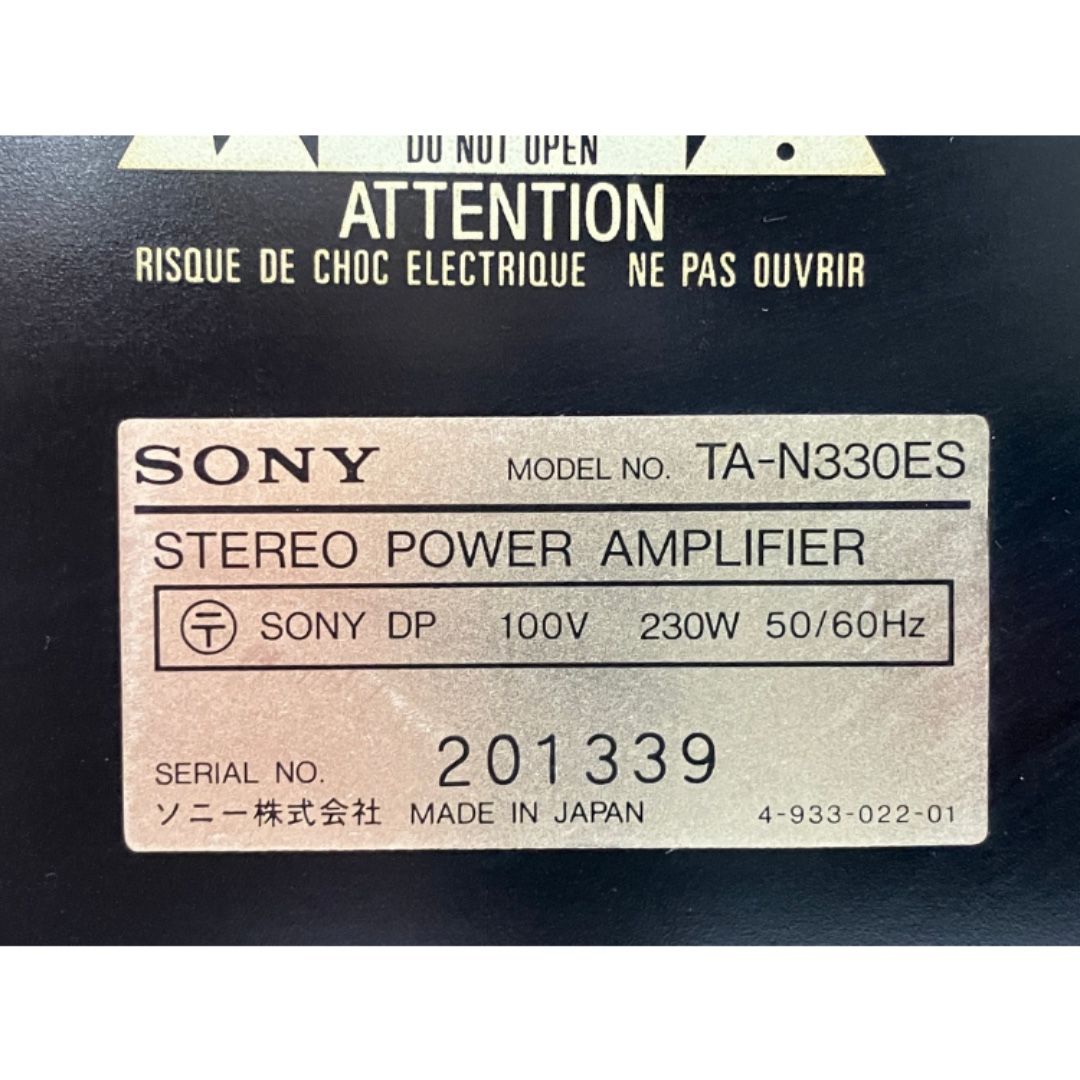 DO NOT OPEN
ATTENTION
RISQUE DE CHOC ELECTRIQUE NE PAS OUVRIR
SONY MODEL NO. TA-N330ES
STEREO POWER AMPLIFIER
〶 SONY DP 100V 230W 50/60Hz
SERIAL NO. 201339
ソニー株式会社 MADE IN JAPAN 4-933-022-01